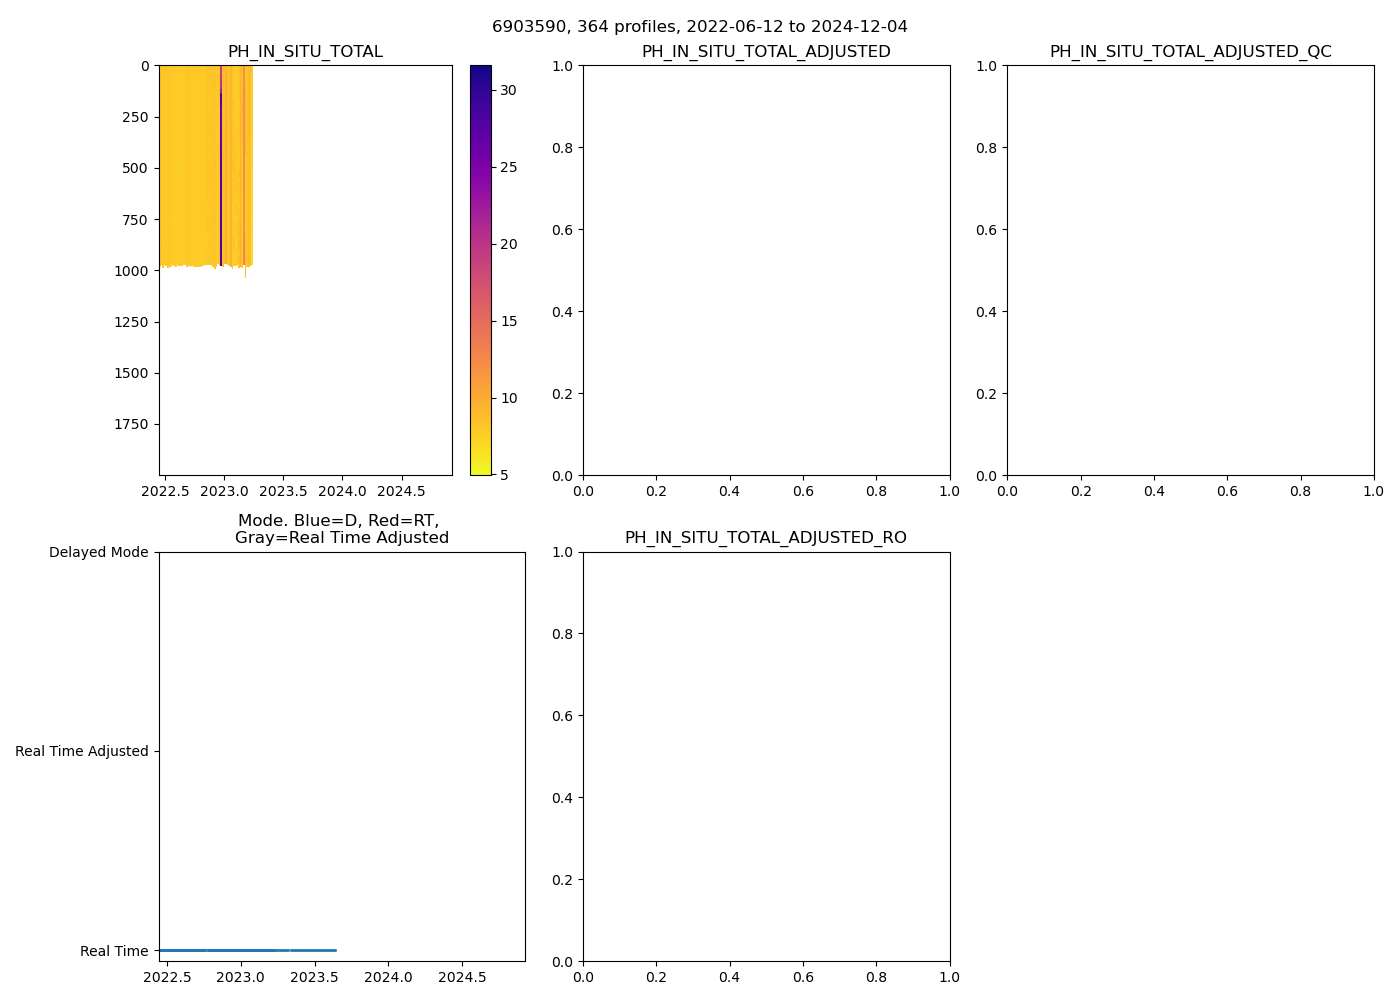 6903590, 364 profiles, 2022-06-12 to 2024-12-04
PH_IN_SITU_TOTAL
0
250
500
750
1000
1250
1500
1750
2022.5 2023.0 2023.5 2024.0 2024.5
30
25
20
15
10
5
PH_IN_SITU_TOTAL_ADJUSTED
1.0
0.8
0.6
0.4
0.2
0.0
0.0 0.2 0.4 0.6 0.8 1.0
PH_IN_SITU_TOTAL_ADJUSTED_QC
1.0
0.8
0.6
0.4
0.2
0.0
0.0 0.2 0.4 0.6 0.8 1.0
Mode. Blue=D, Red=RT,
Gray=Real Time Adjusted
Delayed Mode
Real Time Adjusted
Real Time
2022.5 2023.0 2023.5 2024.0 2024.5
PH_IN_SITU_TOTAL_ADJUSTED_RO
1.0
0.8
0.6
0.4
0.2
0.0
0.0 0.2 0.4 0.6 0.8 1.0